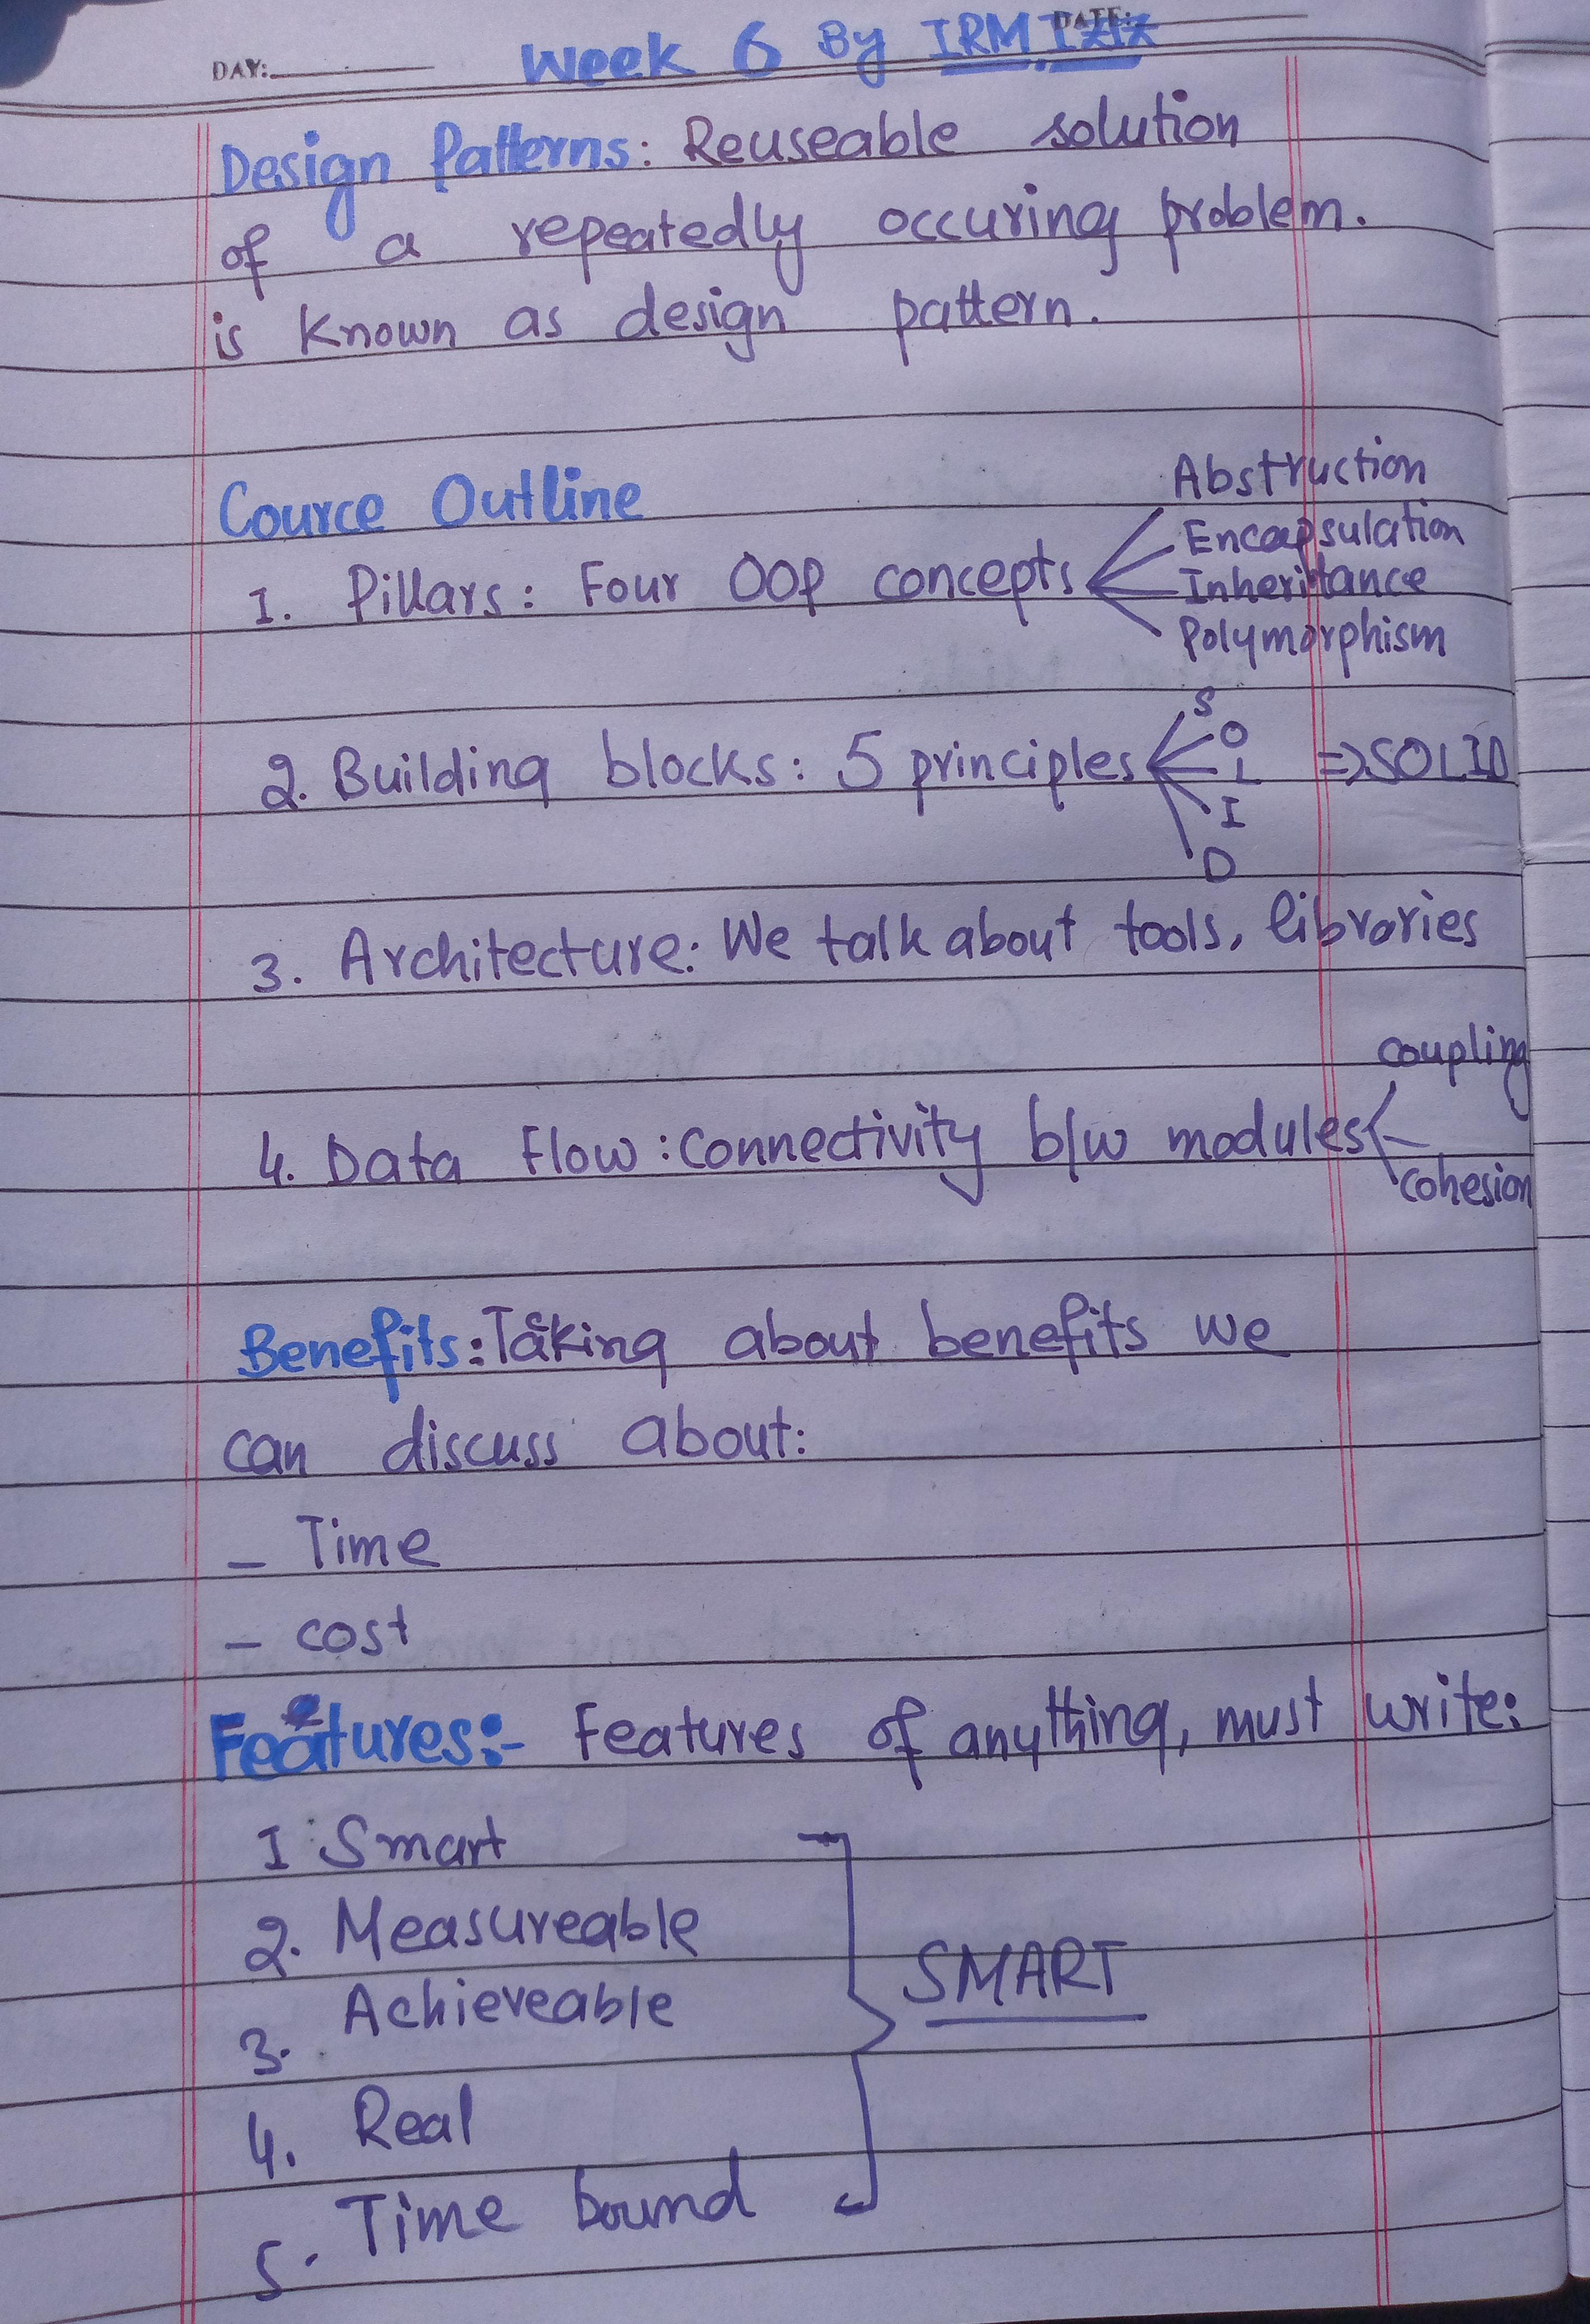 DAY: DATE:
Week 6 By IRM
Design Patterns: Reuseable solution
of a repeatedly occuring problem.
is known as design pattern.
Cource Outline
1. Pillars: Four OOP concepts
Abstruction
Encapsulation
Inheritance
Polymorphism
2. Building blocks: 5 principles
S
O
L
I
D
⇒SOLID
3. Architecture: We talk about tools, libraries
4. Data Flow: Connectivity b/w modules
coupling
cohesion
Benefits: Taking about benefits we
can discuss about:
- Time
- cost
Features:- Features of anything, must write:
1 Smart
2. Measureable
3. Achieveable
4. Real
5. Time bound
SMART